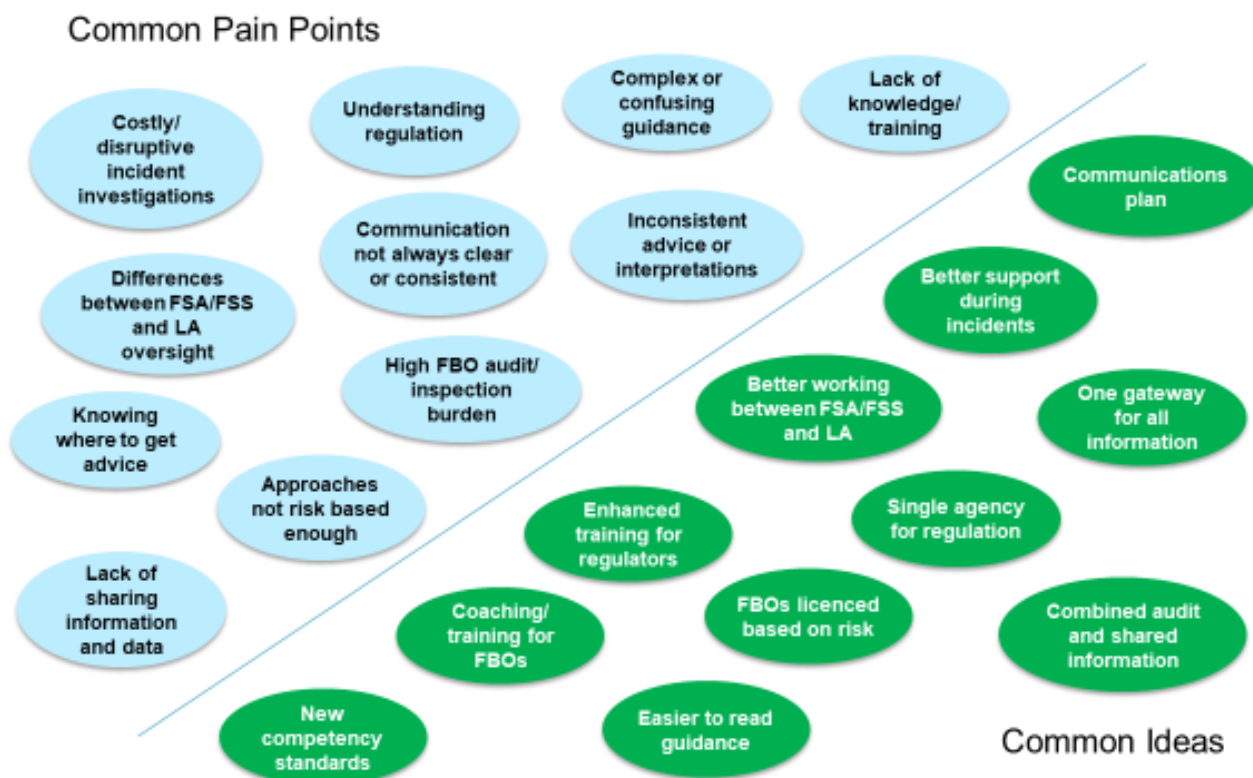 Common Pain Points
Costly/
disruptive
incident
investigations
Understanding
regulation
Complex or
confusing
guidance
Lack of
knowledge/
training
Communication
not always clear
or consistent
Inconsistent
advice or
interpretations
Differences
between FSA/FSS
and LA
oversight
High FBO audit/
inspection
burden
Knowing
where to get
advice
Approaches
not risk based
enough
Lack of
sharing
information
and data
Communications
plan
Better support
during
incidents
Better working
between FSA/FSS
and LA
One gateway
for all
information
Enhanced
training for
regulators
Single agency
for regulation
Coaching/
training for
FBOs
FBOs licenced
based on risk
Combined audit
and shared
information
New
competency
standards
Easier to read
guidance
Common Ideas